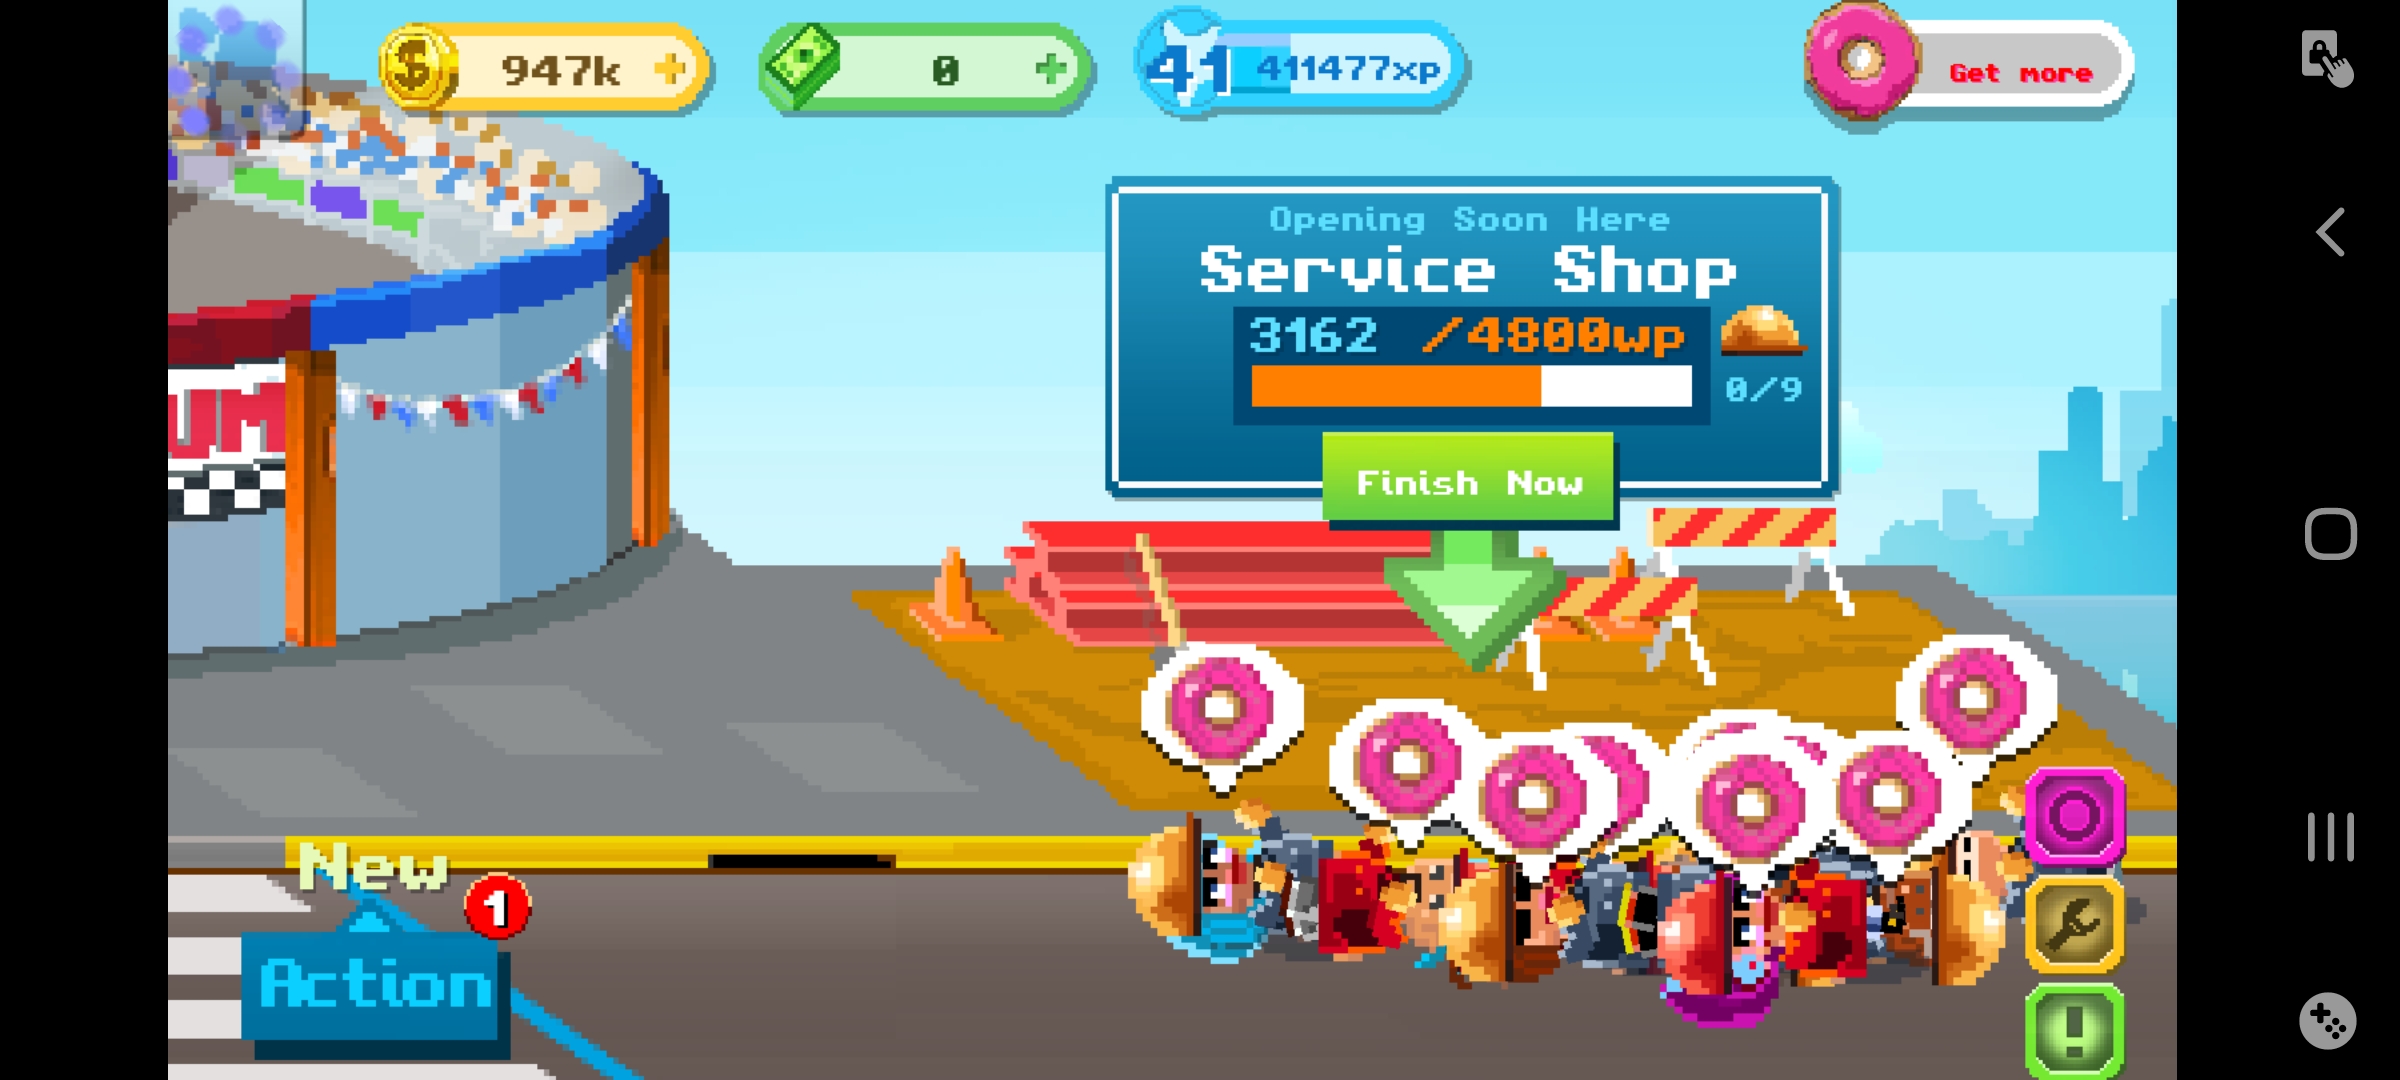 947k +
0 +
41 411477xp
Get more
Opening Soon Here
Service Shop
3162 /4800wp
0/9
Finish Now
UM
New
1
Action
!